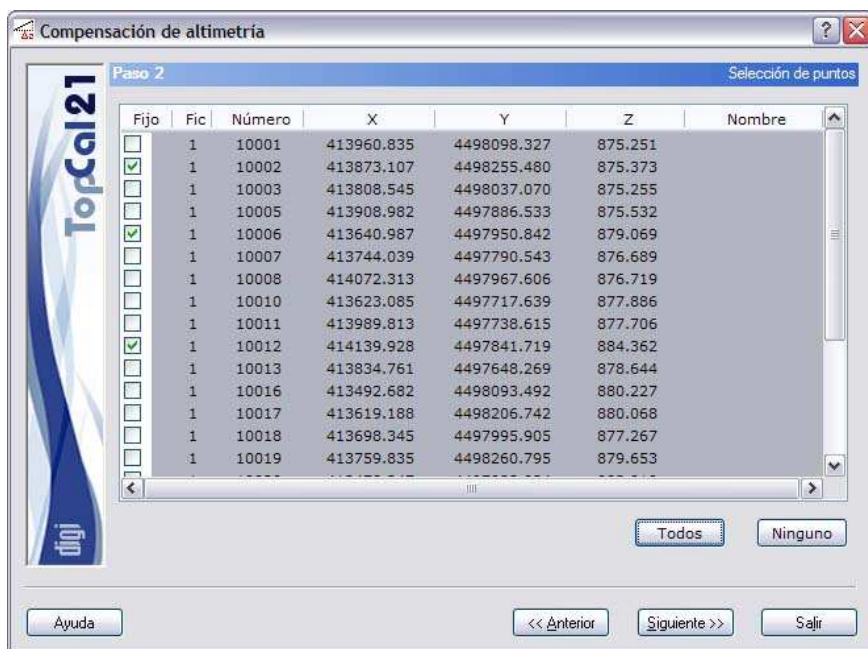 Compensación de altimetría
TopCal21
digi
Paso 2 Selección de puntos
Fijo Fic Número X Y Z Nombre
1 10001 413960.835 4498098.327 875.251
1 10002 413873.107 4498255.480 875.373
1 10003 413808.545 4498037.070 875.255
1 10005 413908.982 4497886.533 875.532
1 10006 413640.987 4497950.842 879.069
1 10007 413744.039 4497790.543 876.689
1 10008 414072.313 4497967.606 876.719
1 10010 413623.085 4497717.639 877.886
1 10011 413989.813 4497738.615 877.706
1 10012 414139.928 4497841.719 884.362
1 10013 413834.761 4497648.269 878.644
1 10016 413492.682 4498093.492 880.227
1 10017 413619.188 4498206.742 880.068
1 10018 413698.345 4497995.905 877.267
1 10019 413759.835 4498260.795 879.653
Todos Ninguno
Ayuda << Anterior Siguiente >> Salir